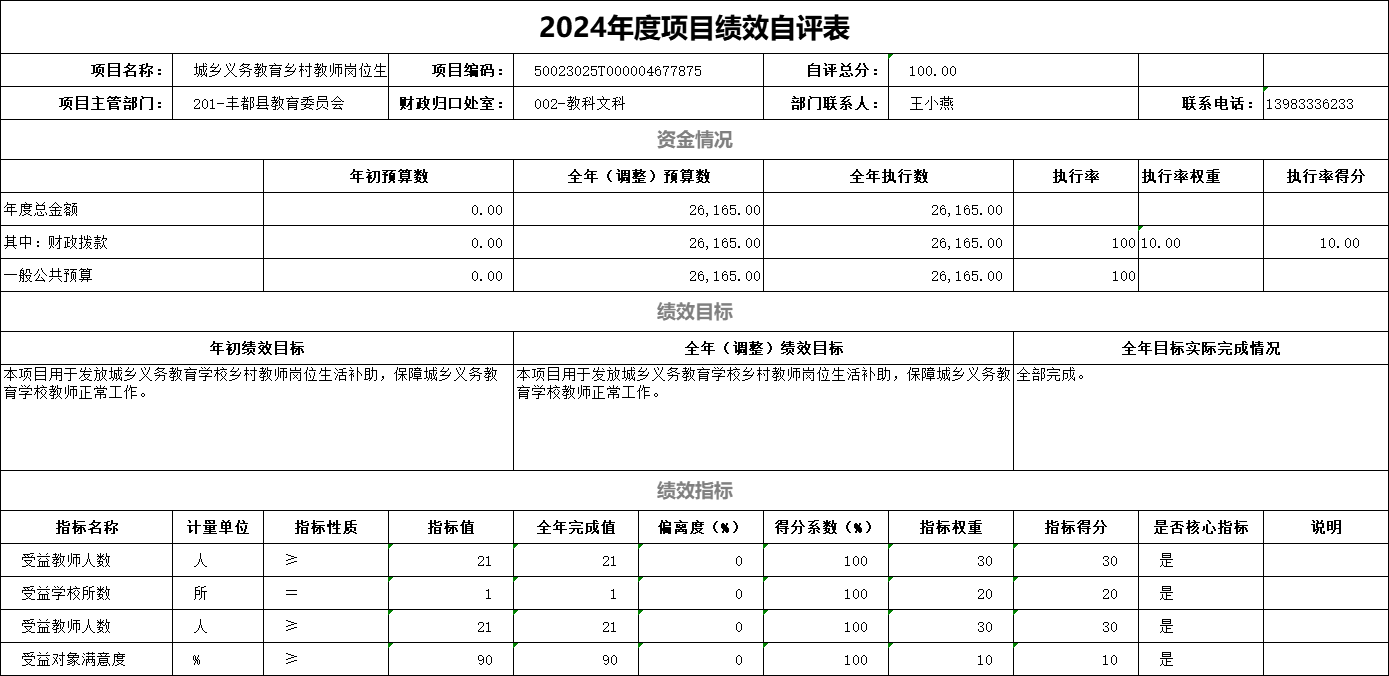 2024年度项目绩效自评表
项目名称： 城乡义务教育乡村教师岗位生 项目编码： 50023025T000004677875 自评总分： 100.00
项目主管部门： 201-丰都县教育委员会 财政归口处室： 002-教科文科 部门联系人： 王小燕 联系电话： 13983336233
资金情况
年初预算数 全年（调整）预算数 全年执行数 执行率 执行率权重 执行率得分
年度总金额 0.00 26,165.00 26,165.00
其中：财政拨款 0.00 26,165.00 26,165.00 100 10.00 10.00
一般公共预算 0.00 26,165.00 26,165.00 100
绩效目标
年初绩效目标 全年（调整）绩效目标 全年目标实际完成情况
本项目用于发放城乡义务教育学校乡村教师岗位生活补助，保障城乡义务教
育学校教师正常工作。
本项目用于发放城乡义务教育学校乡村教师岗位生活补助，保障城乡义务教
育学校教师正常工作。
全部完成。
绩效指标
指标名称 计量单位 指标性质 指标值 全年完成值 偏离度（%） 得分系数（%） 指标权重 指标得分 是否核心指标 说明
受益教师人数 人 ≥ 21 21 0 100 30 30 是
受益学校所数 所 ＝ 1 1 0 100 20 20 是
受益教师人数 人 ≥ 21 21 0 100 30 30 是
受益对象满意度 % ≥ 90 90 0 100 10 10 是